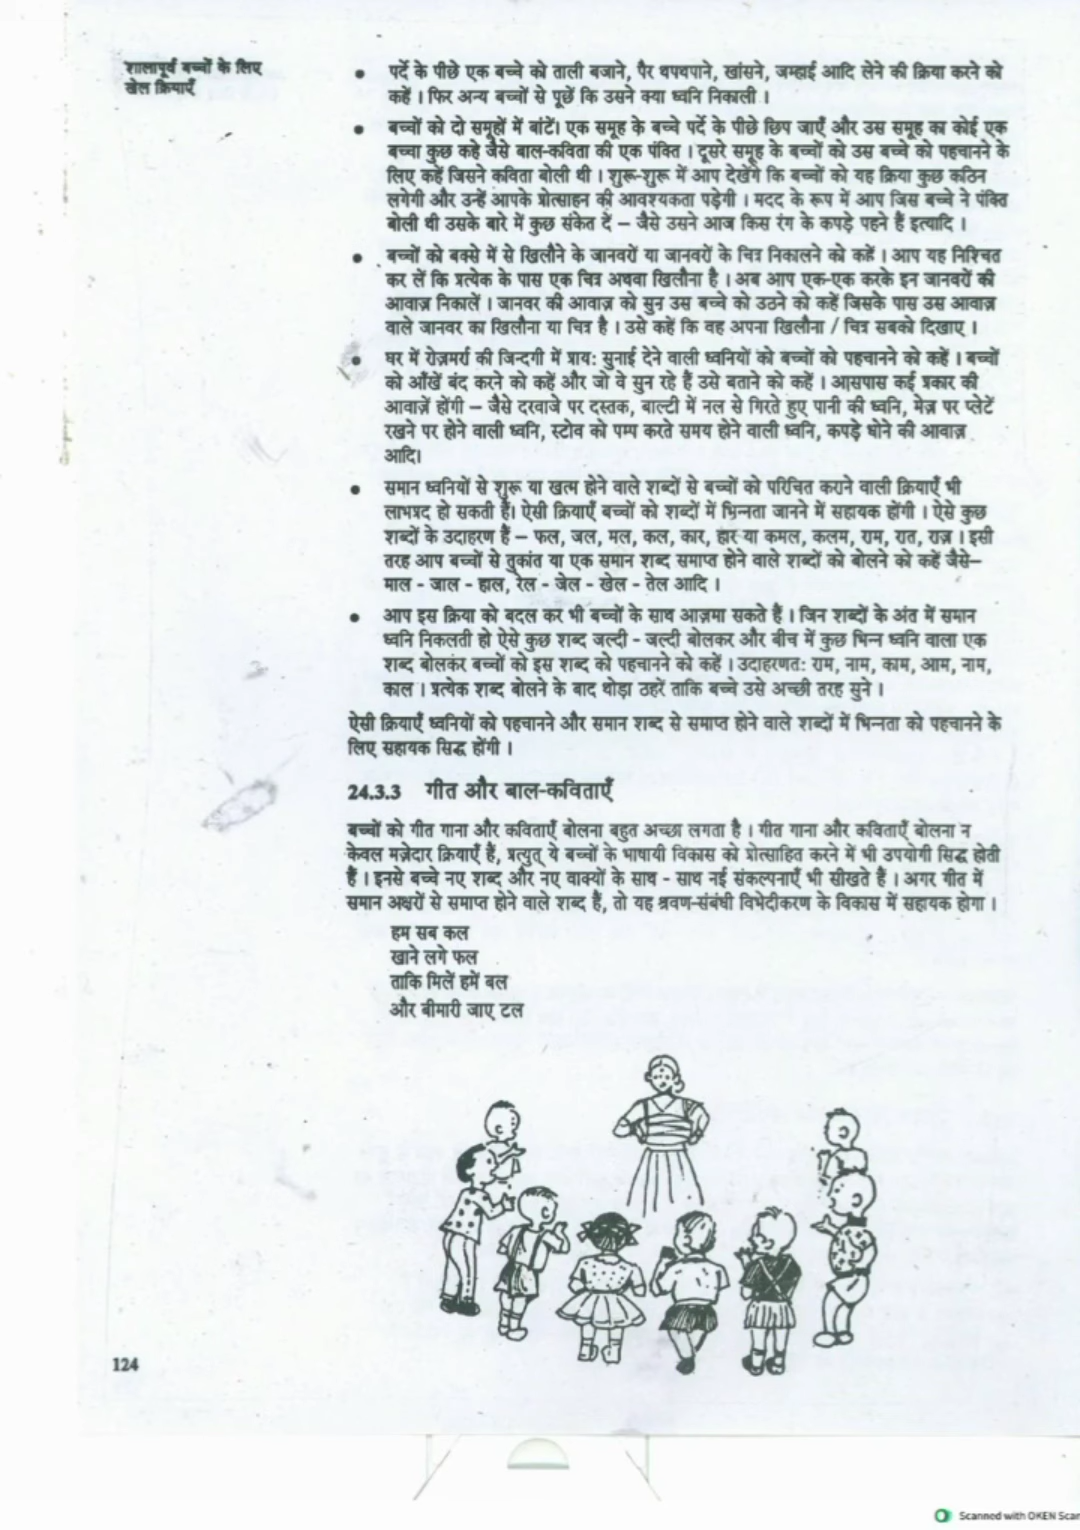 शालापूर्व बच्चों के लिए
खेल क्रियाएँ
• पर्दे के पीछे एक बच्चे को ताली बजाने, पैर थपथपाने, खांसने, जम्हाई आदि लेने की क्रिया करने को
कहें । फिर अन्य बच्चों से पूछें कि उसने क्या ध्वनि निकाली ।
• बच्चों को दो समूहों में बांटें। एक समूह के बच्चे पर्दे के पीछे छिप जाएँ और उस समूह का कोई एक
बच्चा कुछ कहे जैसे बाल-कविता की एक पंक्ति । दूसरे समूह के बच्चों को उस बच्चे को पहचानने के
लिए कहें जिसने कविता बोली थी । शुरू-शुरू में आप देखेंगे कि बच्चों को यह क्रिया कुछ कठिन
लगेगी और उन्हें आपके प्रोत्साहन की आवश्यकता पड़ेगी । मदद के रूप में आप जिस बच्चे ने पंक्ति
बोली थी उसके बारे में कुछ संकेत दें – जैसे उसने आज किस रंग के कपड़े पहने हैं इत्यादि ।
• बच्चों को बक्से में से खिलौने के जानवरों या जानवरों के चित्र निकालने को कहें । आप यह निश्चित
कर लें कि प्रत्येक के पास एक चित्र अथवा खिलौना है । अब आप एक-एक करके इन जानवरों की
आवाज़ निकालें । जानवर की आवाज़ को सुन उस बच्चे को उठने को कहें जिसके पास उस आवाज़
वाले जानवर का खिलौना या चित्र है । उसे कहें कि वह अपना खिलौना / चित्र सबको दिखाए ।
• घर में रोज़मर्रा की जिन्दगी में प्राय: सुनाई देने वाली ध्वनियों को बच्चों को पहचानने को कहें । बच्चों
को आँखें बंद करने को कहें और जो वे सुन रहे हैं उसे बताने को कहें । आसपास कई प्रकार की
आवाज़ें होंगी – जैसे दरवाजे पर दस्तक, बाल्टी में नल से गिरते हुए पानी की ध्वनि, मेज़ पर प्लेटें
रखने पर होने वाली ध्वनि, स्टोव को पम्प करते समय होने वाली ध्वनि, कपड़े धोने की आवाज़
आदि।
• समान ध्वनियों से शुरू या खत्म होने वाले शब्दों से बच्चों को परिचित कराने वाली क्रियाएँ भी
लाभप्रद हो सकती हैं। ऐसी क्रियाएँ बच्चों को शब्दों में भिन्नता जानने में सहायक होंगी । ऐसे कुछ
शब्दों के उदाहरण हैं – फल, जल, मल, कल, कार, हार या कमल, कलम, राम, रात, राज़ । इसी
तरह आप बच्चों से तुकांत या एक समान शब्द समाप्त होने वाले शब्दों को बोलने को कहें जैसे–
माल - जाल - हाल, रेल - जेल - खेल - तेल आदि ।
• आप इस क्रिया को बदल कर भी बच्चों के साथ आज़मा सकते हैं । जिन शब्दों के अंत में समान
ध्वनि निकलती हो ऐसे कुछ शब्द जल्दी - जल्दी बोलकर और बीच में कुछ भिन्न ध्वनि वाला एक
शब्द बोलकर बच्चों को इस शब्द को पहचानने को कहें । उदाहरणत: राम, नाम, काम, आम, नाम,
काल । प्रत्येक शब्द बोलने के बाद थोड़ा ठहरें ताकि बच्चे उसे अच्छी तरह सुने ।
ऐसी क्रियाएँ ध्वनियों को पहचानने और समान शब्द से समाप्त होने वाले शब्दों में भिन्नता को पहचानने के
लिए सहायक सिद्ध होंगी ।
24.3.3 गीत और बाल-कविताएँ
बच्चों को गीत गाना और कविताएँ बोलना बहुत अच्छा लगता है । गीत गाना और कविताएँ बोलना न
केवल मज़ेदार क्रियाएँ हैं, प्रत्युत् ये बच्चों के भाषायी विकास को प्रोत्साहित करने में भी उपयोगी सिद्ध होती
हैं । इनसे बच्चे नए शब्द और नए वाक्यों के साथ - साथ नई संकल्पनाएँ भी सीखते हैं । अगर गीत में
समान अक्षरों से समाप्त होने वाले शब्द हैं, तो यह श्रवण-संबंधी विभेदीकरण के विकास में सहायक होगा ।
हम सब कल
खाने लगे फल
ताकि मिलें हमें बल
और बीमारी जाए टल
124
Scanned with OKEN Scan